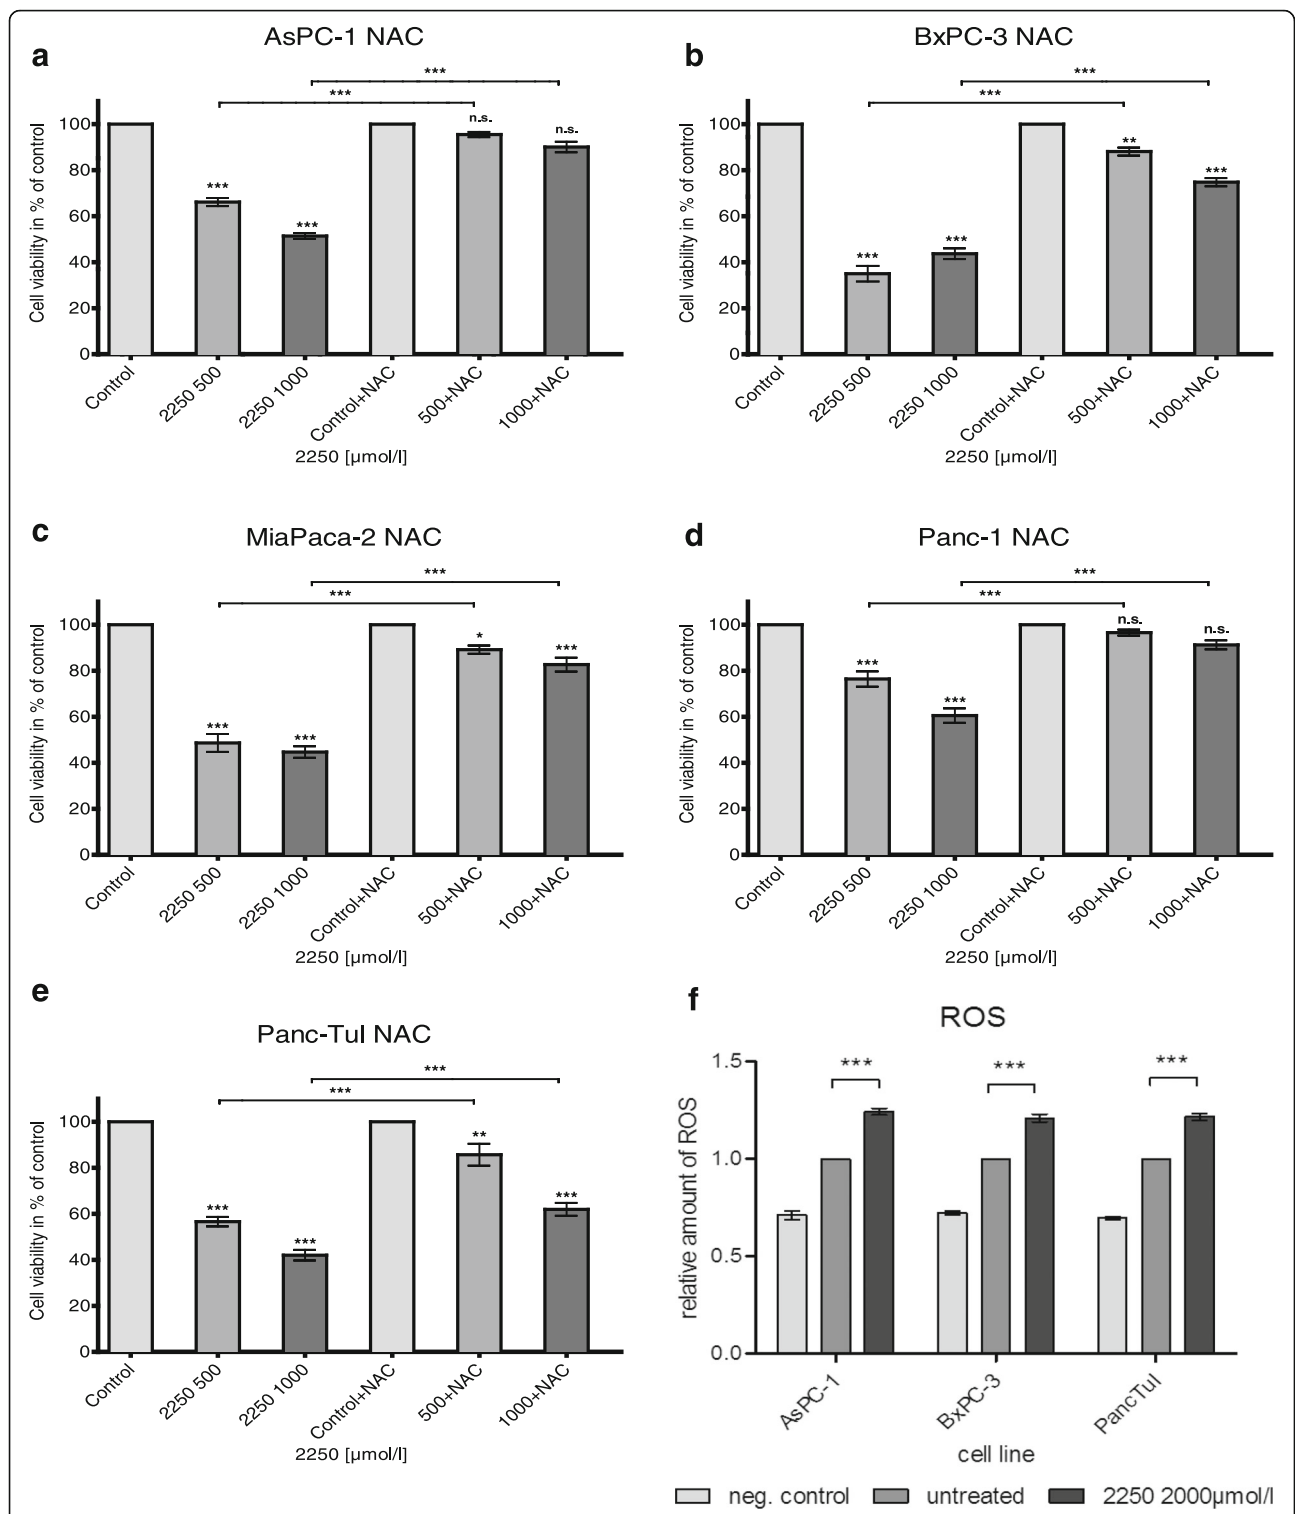 a
AsPC-1 NAC
***
***
n.s.
n.s.
***
***
Cell viability in % of control
100
80
60
40
20
0
Control
2250 500
2250 1000
Control+NAC
500+NAC
1000+NAC
2250 [µmol/l]
b
BxPC-3 NAC
***
***
**
***
***
***
Cell viability in % of control
100
80
60
40
20
0
Control
2250 500
2250 1000
Control+NAC
500+NAC
1000+NAC
2250 [µmol/l]
c
MiaPaca-2 NAC
***
***
*
***
***
***
Cell viability in % of control
100
80
60
40
20
0
Control
2250 500
2250 1000
Control+NAC
500+NAC
1000+NAC
2250 [µmol/l]
d
Panc-1 NAC
***
***
n.s.
n.s.
***
***
Cell viability in % of control
100
80
60
40
20
0
Control
2250 500
2250 1000
Control+NAC
500+NAC
1000+NAC
2250 [µmol/l]
e
Panc-Tul NAC
***
***
**
***
***
***
Cell viability in % of control
100
80
60
40
20
0
Control
2250 500
2250 1000
Control+NAC
500+NAC
1000+NAC
2250 [µmol/l]
f
ROS
***
***
***
relative amount of ROS
1.5
1.0
0.5
0.0
AsPC-1
BxPC-3
PancTul
cell line
neg. control
untreated
2250 2000µmol/l